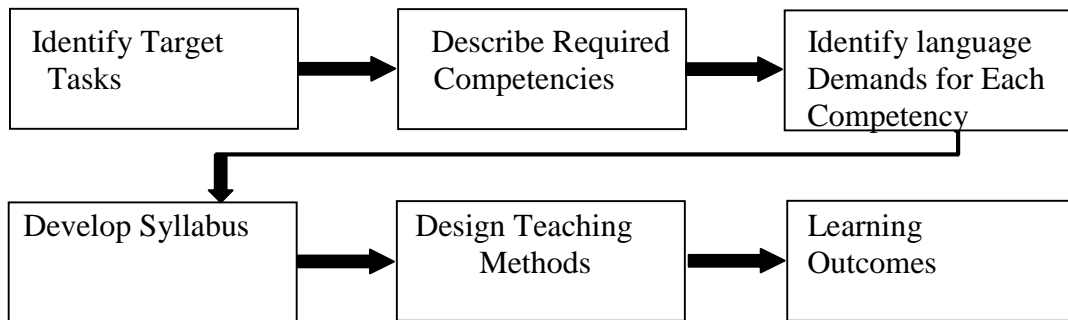 Identify Target
Tasks
Describe Required
Competencies
Identify language
Demands for Each
Competency
Develop Syllabus
Design Teaching
Methods
Learning
Outcomes